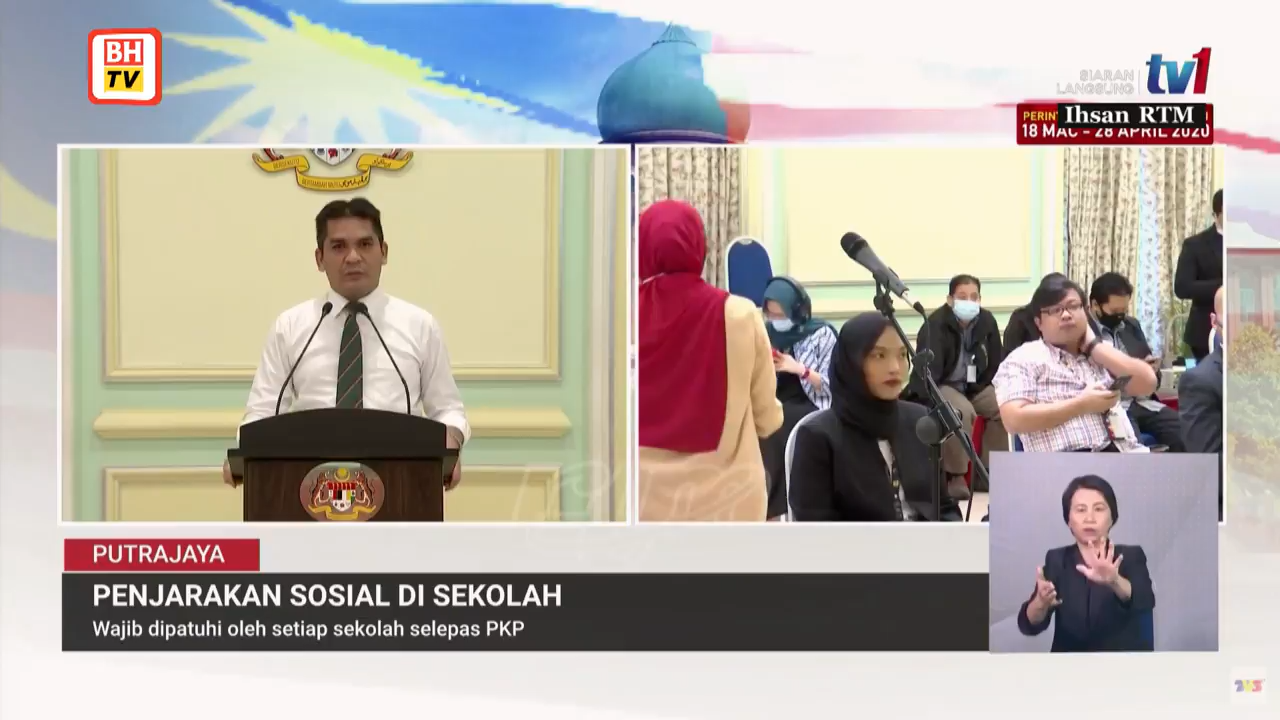 BH
TV
SIARAN
LANGSUNG
tv1
Ihsan RTM
18 MAC - 28 APRIL 2020
PUTRAJAYA
PENJARAKAN SOSIAL DI SEKOLAH
Wajib dipatuhi oleh setiap sekolah selepas PKP